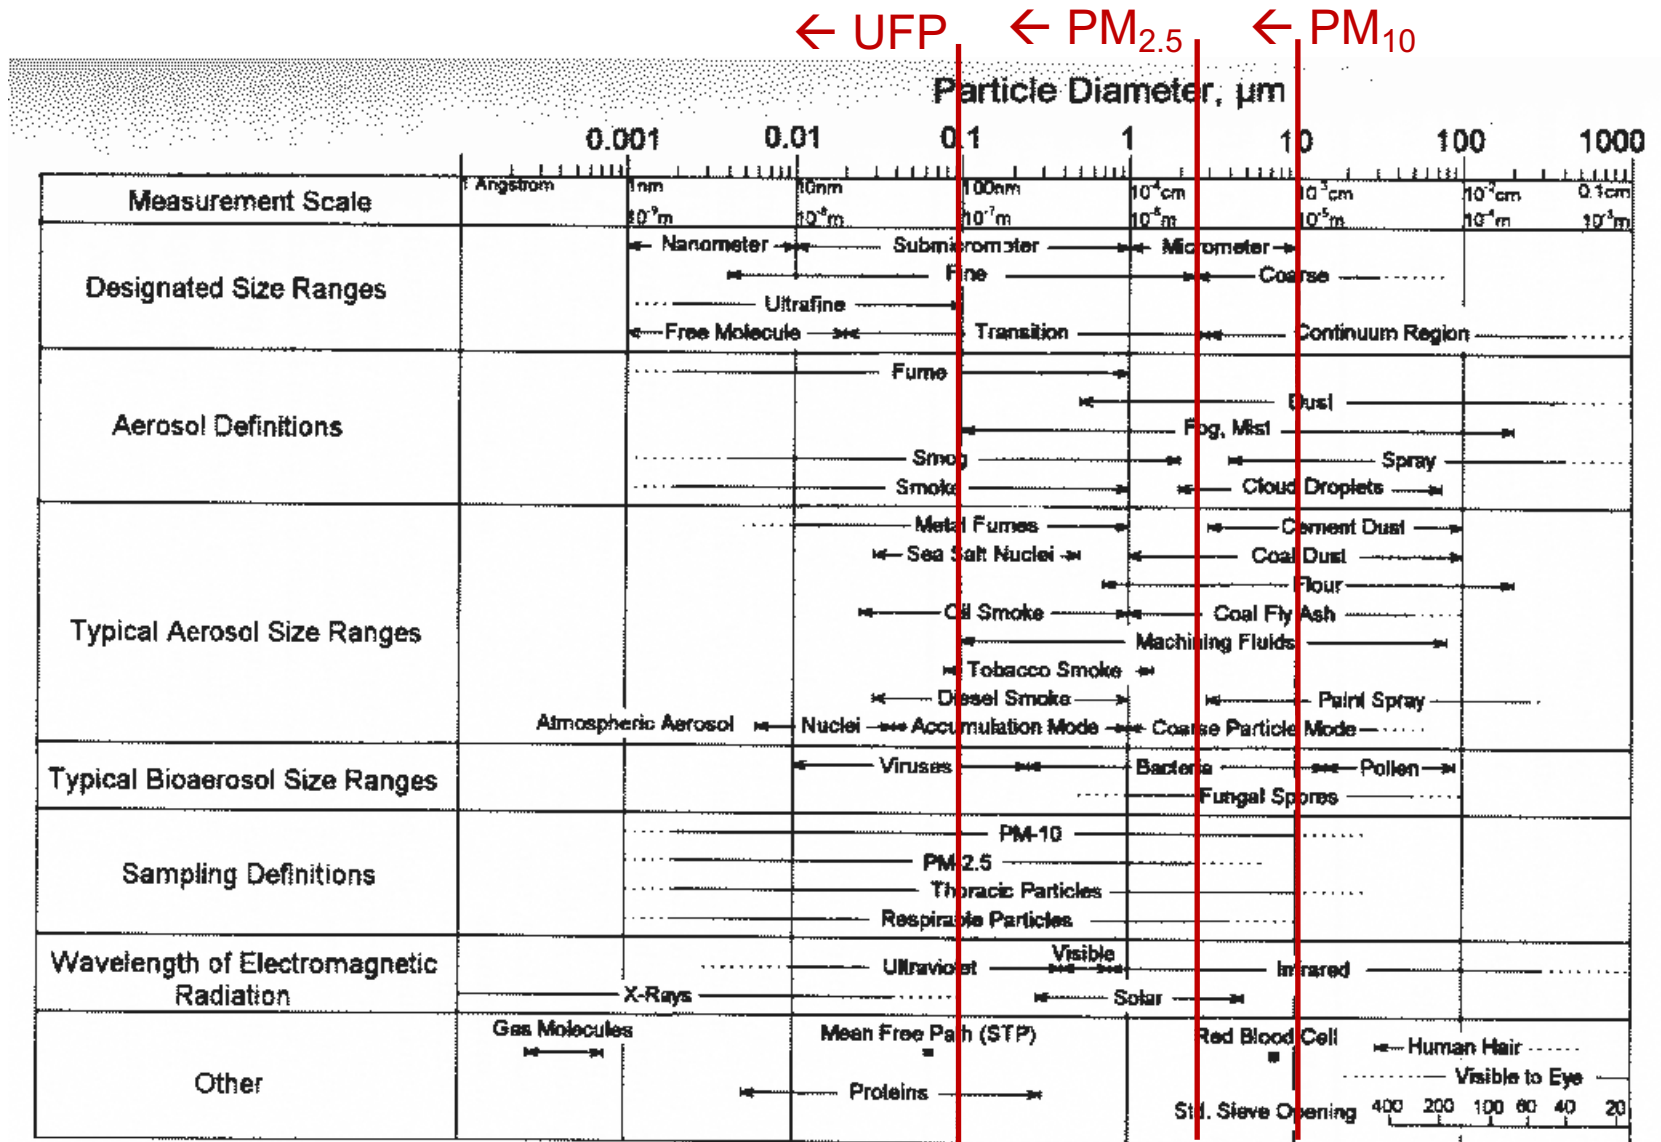 ← UFP ← PM2.5 ← PM10
Particle Diameter, µm
0.001 0.01 0.1 1 10 100 1000
Measurement Scale
1 Angstrom 1nm 10nm 100nm 10⁻⁴cm 10⁻³cm 10⁻²cm 0.1cm
10⁻⁹m 10⁻⁸m 10⁻⁷m 10⁻⁶m 10⁻⁵m 10⁻⁴m 10⁻³m
Designated Size Ranges
Nanometer Submicrometer Micrometer
Fine Coarse
Ultrafine
Free Molecule Transition Continuum Region
Aerosol Definitions
Fume
Dust
Fog, Mist
Smog Spray
Smoke Cloud Droplets
Typical Aerosol Size Ranges
Metal Fumes Cement Dust
Sea Salt Nuclei Coal Dust
Flour
Oil Smoke Coal Fly Ash
Machining Fluids
Tobacco Smoke
Diesel Smoke Paint Spray
Atmospheric Aerosol Nuclei Accumulation Mode Coarse Particle Mode
Typical Bioaerosol Size Ranges
Viruses Bacteria Pollen
Fungal Spores
Sampling Definitions
PM-10
PM-2.5
Thoracic Particles
Respirable Particles
Wavelength of Electromagnetic
Radiation
Visible
Ultraviolet Infrared
X-Rays Solar
Other
Gas Molecules Mean Free Path (STP) Red Blood Cell
Human Hair
Visible to Eye
Proteins
Std. Sieve Opening 400 200 100 60 40 20